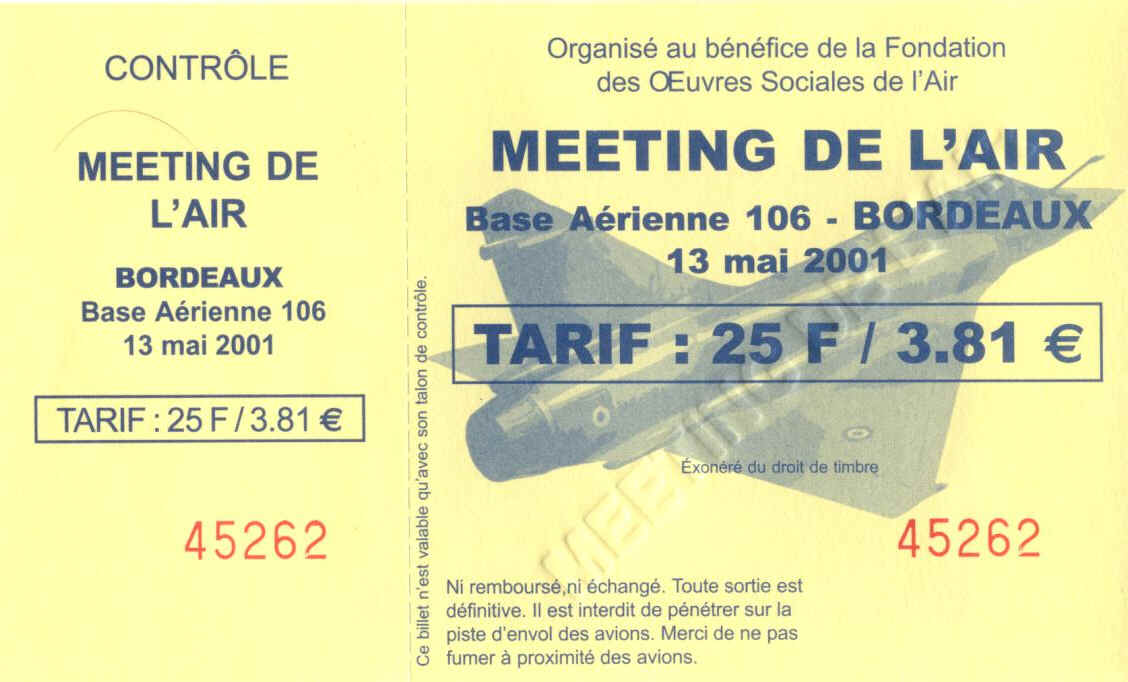 CONTRÔLE
MEETING DE
L'AIR
BORDEAUX
Base Aérienne 106
13 mai 2001
TARIF : 25 F / 3.81 €
45262
Ce billet n'est valable qu'avec son talon de contrôle.
Organisé au bénéfice de la Fondation
des Œuvres Sociales de l'Air
MEETING DE L'AIR
Base Aérienne 106 - BORDEAUX
13 mai 2001
TARIF : 25 F / 3.81 €
Éxonéré du droit de timbre
45262
Ni remboursé,ni échangé. Toute sortie est
définitive. Il est interdit de pénétrer sur la
piste d'envol des avions. Merci de ne pas
fumer à proximité des avions.
MEETING